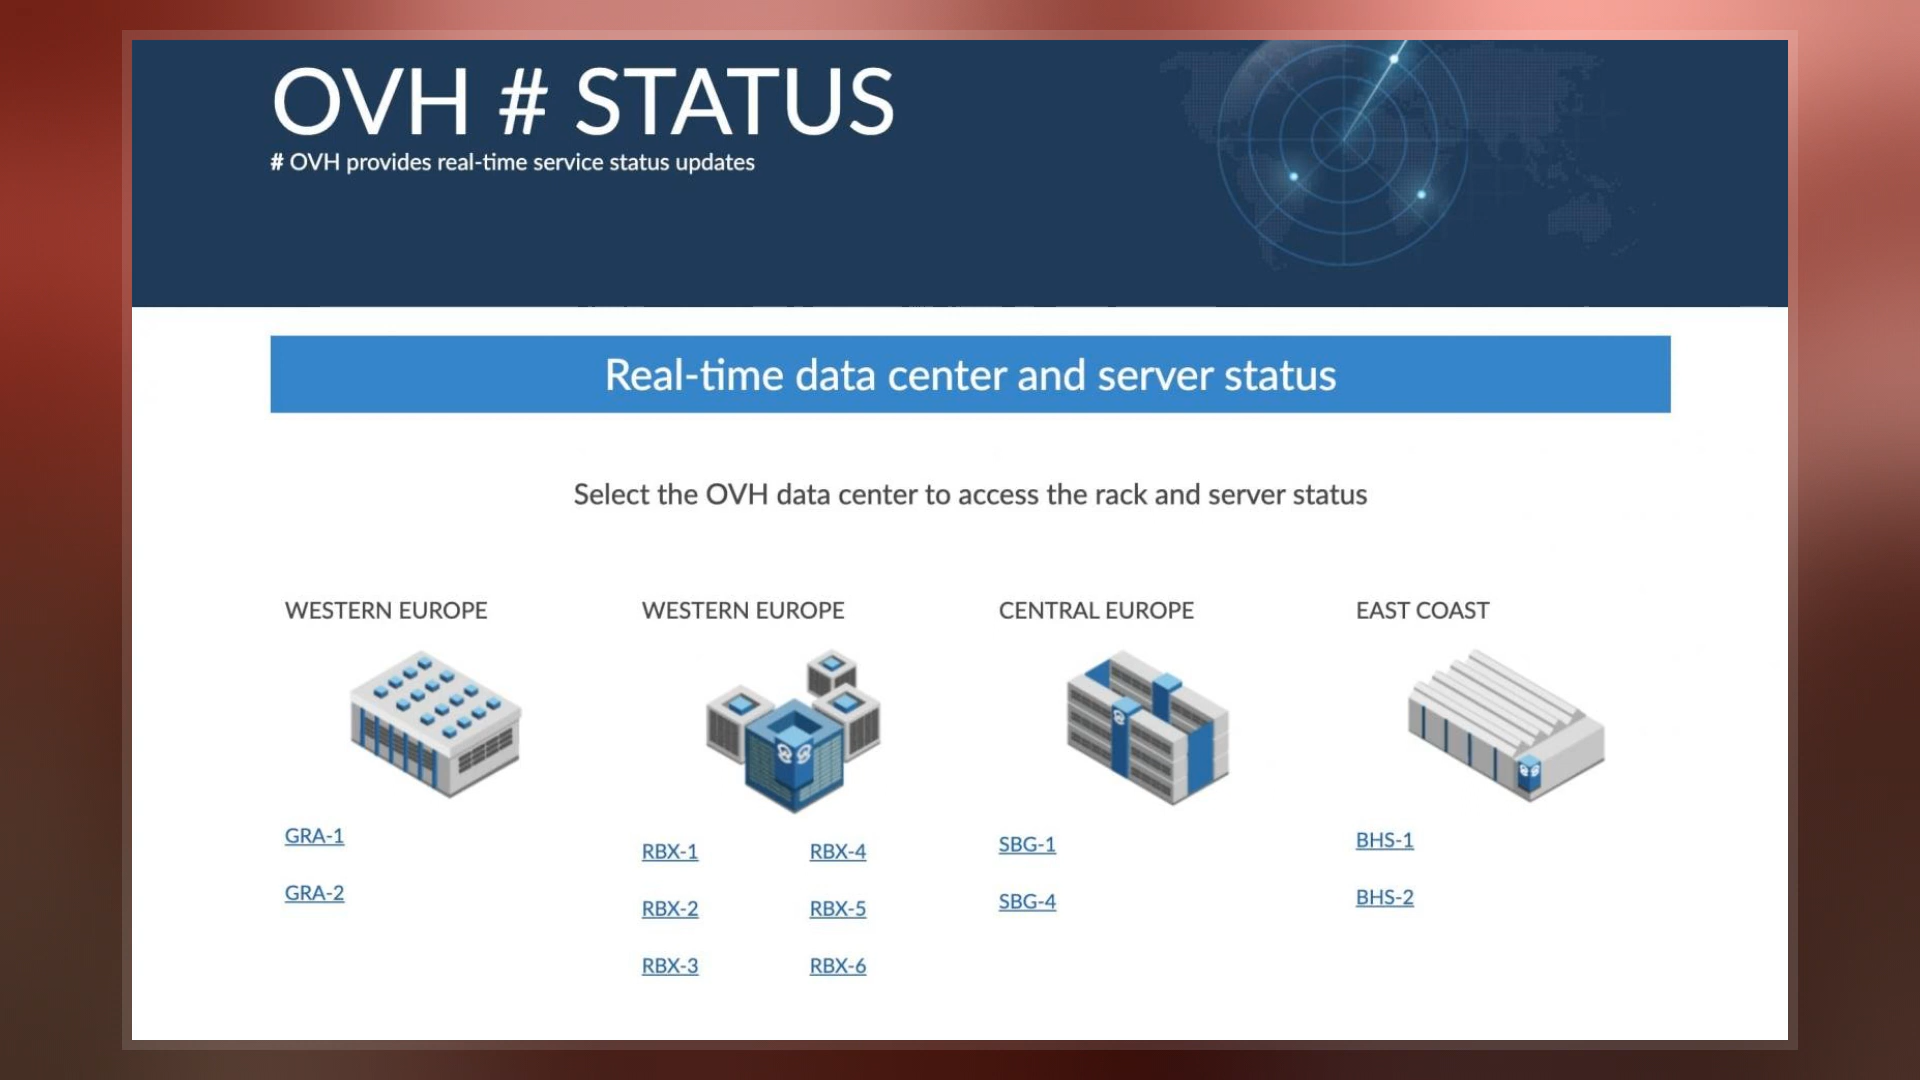 OVH # STATUS
# OVH provides real-time service status updates
Real-time data center and server status
Select the OVH data center to access the rack and server status
WESTERN EUROPE
GRA-1
GRA-2
WESTERN EUROPE
RBX-1 RBX-4
RBX-2 RBX-5
RBX-3 RBX-6
CENTRAL EUROPE
SBG-1
SBG-4
EAST COAST
BHS-1
BHS-2